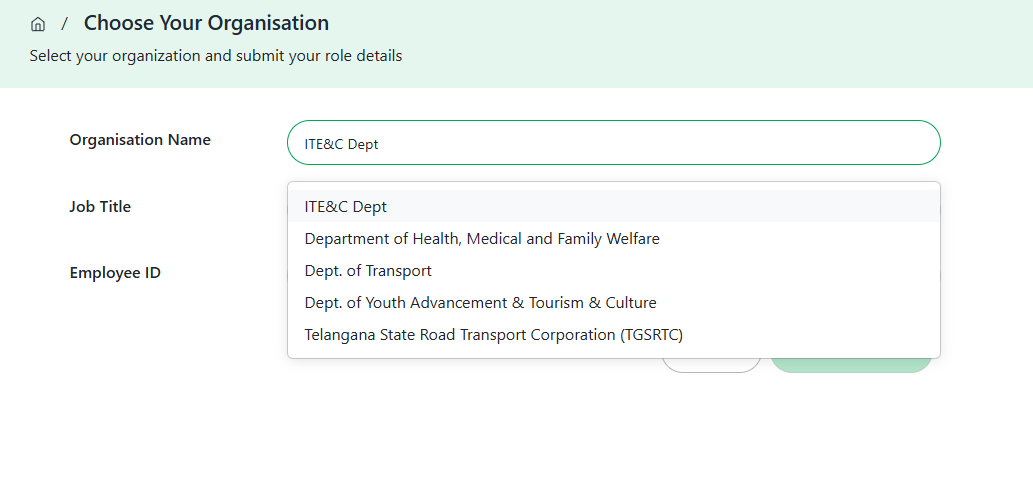 / Choose Your Organisation
Select your organization and submit your role details
Organisation Name
ITE&C Dept
Job Title
ITE&C Dept
Department of Health, Medical and Family Welfare
Employee ID
Dept. of Transport
Dept. of Youth Advancement & Tourism & Culture
Telangana State Road Transport Corporation (TGSRTC)